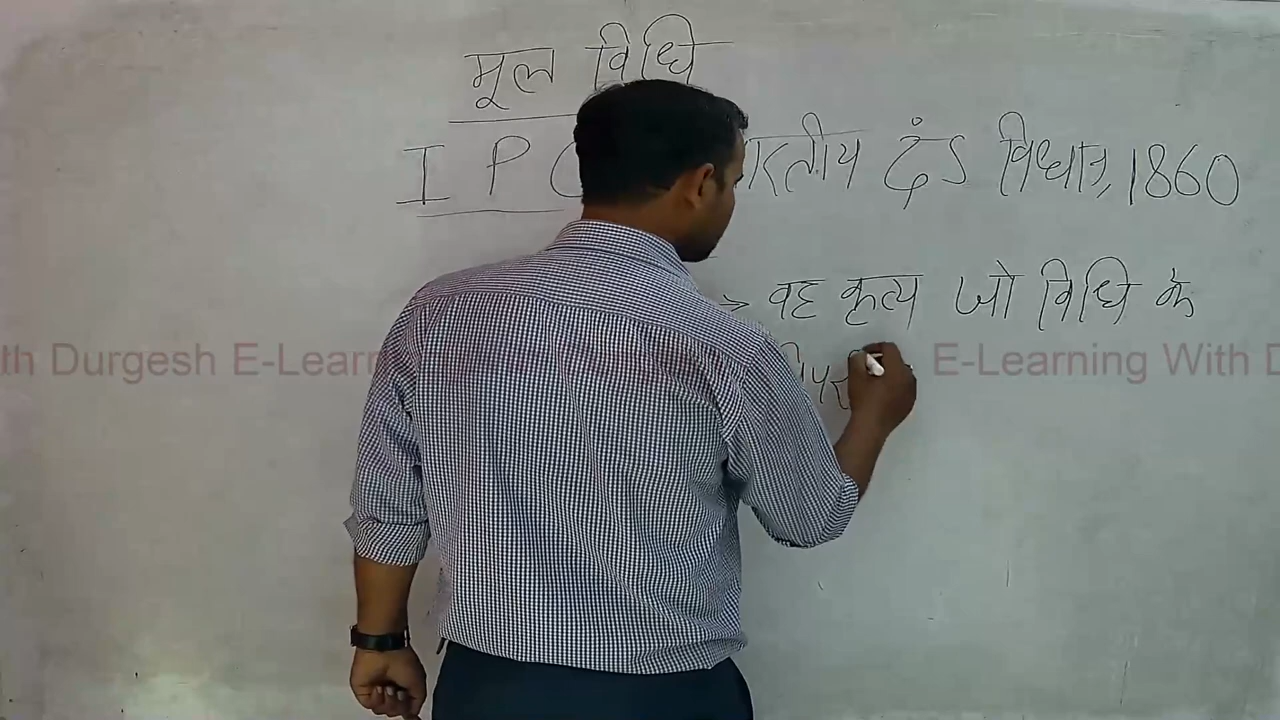 मूल विधि
I P C रतीय दंड विधान, 1860
→ वह कृत्य जो विधि के
th Durgesh E-Learn E-Learning With D